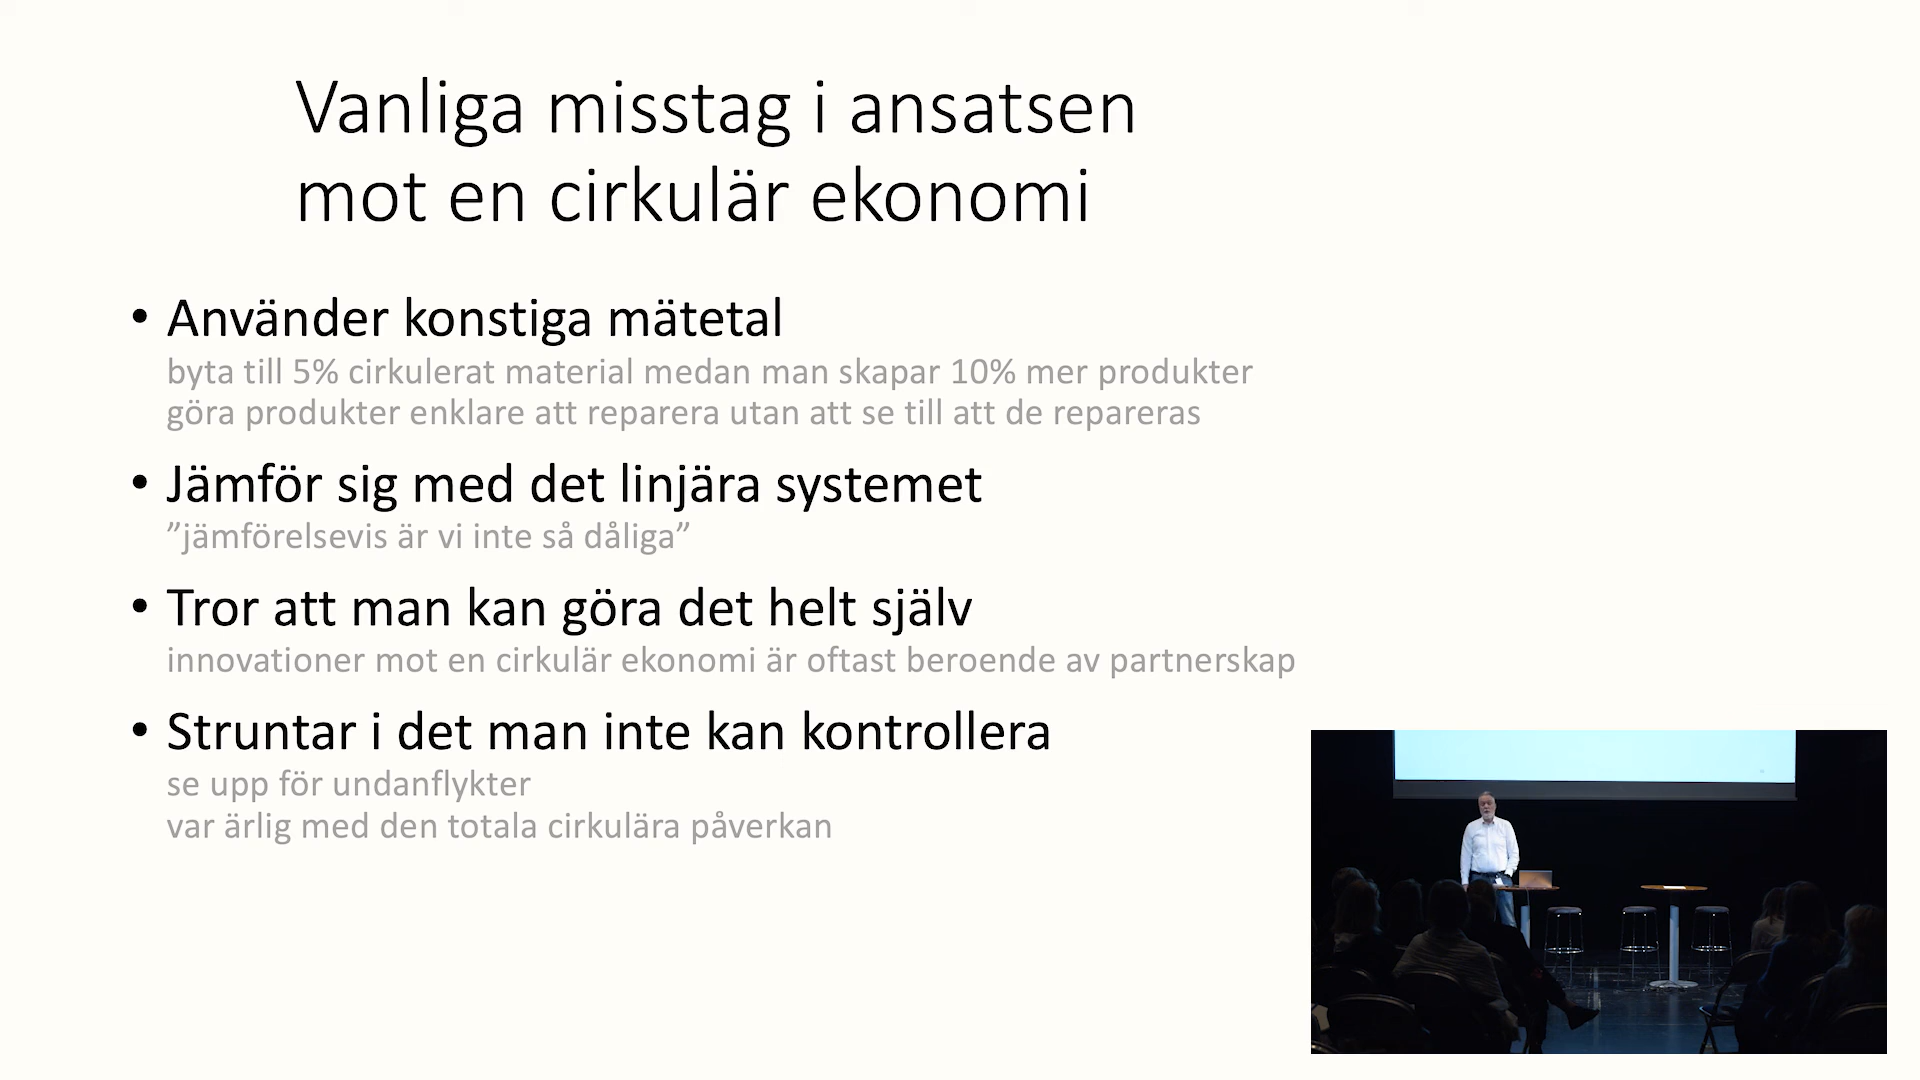 Vanliga misstag i ansatsen
mot en cirkulär ekonomi
• Använder konstiga mätetal
byta till 5% cirkulerat material medan man skapar 10% mer produkter
göra produkter enklare att reparera utan att se till att de repareras
• Jämför sig med det linjära systemet
”jämförelsevis är vi inte så dåliga”
• Tror att man kan göra det helt själv
innovationer mot en cirkulär ekonomi är oftast beroende av partnerskap
• Struntar i det man inte kan kontrollera
se upp för undanflykter
var ärlig med den totala cirkulära påverkan